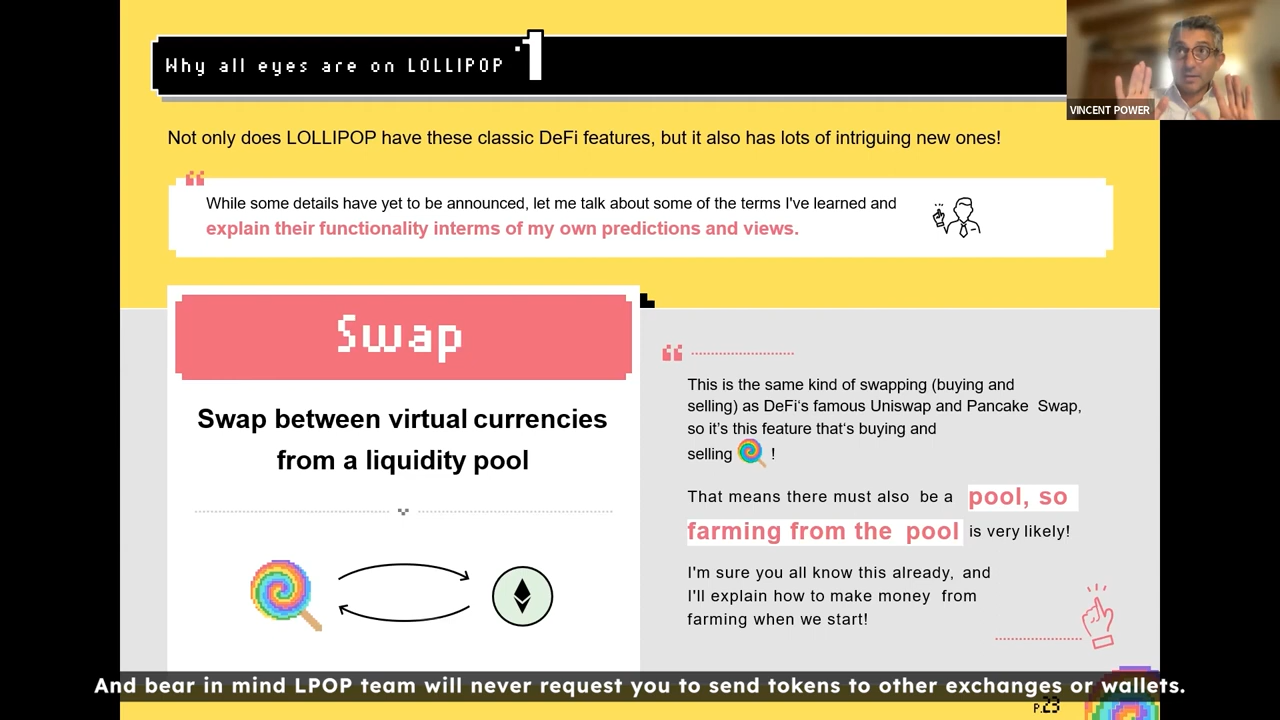 Why all eyes are on LOLLIPOP 1
VINCENT POWER
Not only does LOLLIPOP have these classic DeFi features, but it also has lots of intriguing new ones!
While some details have yet to be announced, let me talk about some of the terms I've learned and
explain their functionality interms of my own predictions and views.
Swap
Swap between virtual currencies
from a liquidity pool
This is the same kind of swapping (buying and
selling) as DeFi‘s famous Uniswap and Pancake Swap,
so it’s this feature that‘s buying and
selling !
That means there must also be a pool, so
farming from the pool is very likely!
I'm sure you all know this already, and
I'll explain how to make money from
farming when we start!
And bear in mind LPOP team will never request you to send tokens to other exchanges or wallets.
P.23